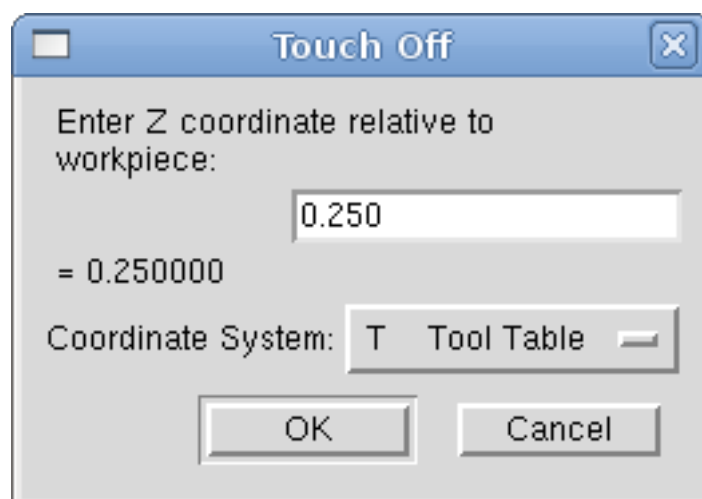 Touch Off
Enter Z coordinate relative to
workpiece:
0.250
= 0.250000
Coordinate System: T Tool Table
OK Cancel